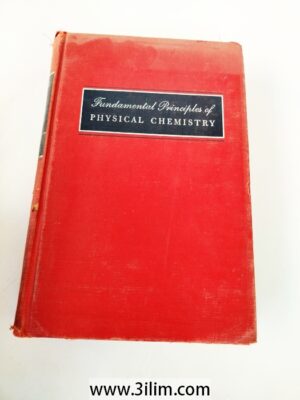 Fundamental Principles of
PHYSICAL CHEMISTRY
www.3ilim.com